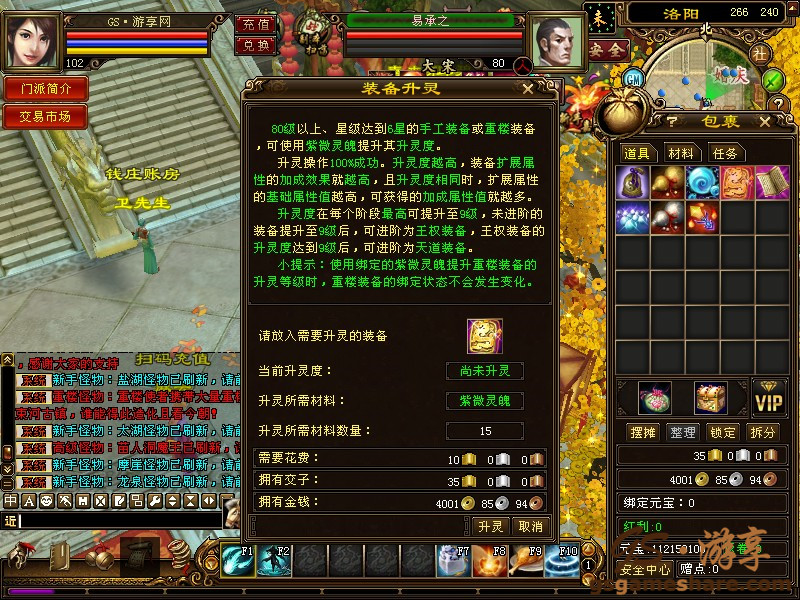 GS·游享网
102
充值
兑换
易承之
大宋
80
未
安全
洛阳
266 240
北
社
GM
门派简介
交易市场
钱庄账房
卫先生
扫码充值
装备升灵
80级以上、星级达到6星的手工装备或重楼装备
，可使用紫微灵魄提升其升灵度。
升灵操作100%成功。升灵度越高，装备扩展属
性的加成效果就越高，且升灵度相同时，扩展属性
的基础属性值越高，可获得的加成属性值就越多。
升灵度在每个阶段最高可提升至9级，未进阶的
装备提升至9级后，可进阶为王权装备，王权装备的
升灵度达到9级后，可进阶为天道装备。
小提示：使用绑定的紫微灵魄提升重楼装备的
升灵等级时，重楼装备的绑定状态不会发生变化。
请放入需要升灵的装备
当前升灵度：
尚未升灵
升灵所需材料：
紫微灵魄
升灵所需材料数量：
15
需要花费：
10 0 0
拥有交子：
35 0 0
拥有金钱：
4001 85 94
升灵
取消
? 包裹
道具
材料
任务
VIP
摆摊
整理
锁定
拆分
35 0 0
4001 85 94
绑定元宝：0
红利:0
元宝:
安全中心
赠点:0
，感谢大家的支持
系统 新手怪物：盐湖怪物已刷新，请前
系统 重楼怪物：重楼使者携带大量重楼
束河古镇，谁能得此造化且看今朝！
系统 新手怪物：太湖怪物已刷新，请前
系统 高级怪物：苗人洞魔王已刷新，请
系统 新手怪物：摩崖怪物已刷新，请前
系统 新手怪物：龙泉怪物已刷新，请前
中 A
近
F1
F2
F7
F8
F9
F10
1
游享
gsgameshare.com